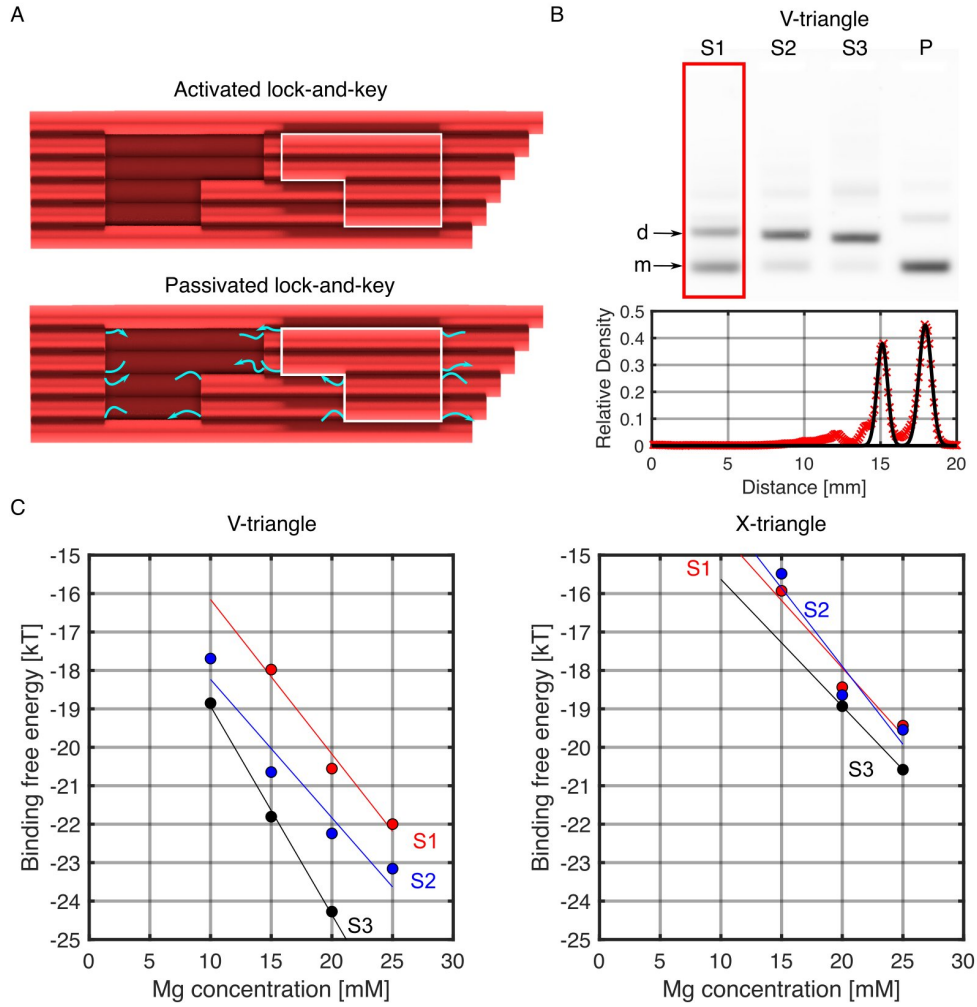 A
Activated lock-and-key
Passivated lock-and-key
B
V-triangle
S1 S2 S3 P
d
m
Relative Density
0.5
0.4
0.3
0.2
0.1
0
0 5 10 15 20
Distance [mm]
C
V-triangle
Binding free energy [kT]
-15
-16
-17
-18
-19
-20
-21
-22
-23
-24
-25
S1
S2
S3
0 5 10 15 20 25 30
Mg concentration [mM]
X-triangle
Binding free energy [kT]
-15
-16
-17
-18
-19
-20
-21
-22
-23
-24
-25
S1
S2
S3
0 5 10 15 20 25 30
Mg concentration [mM]